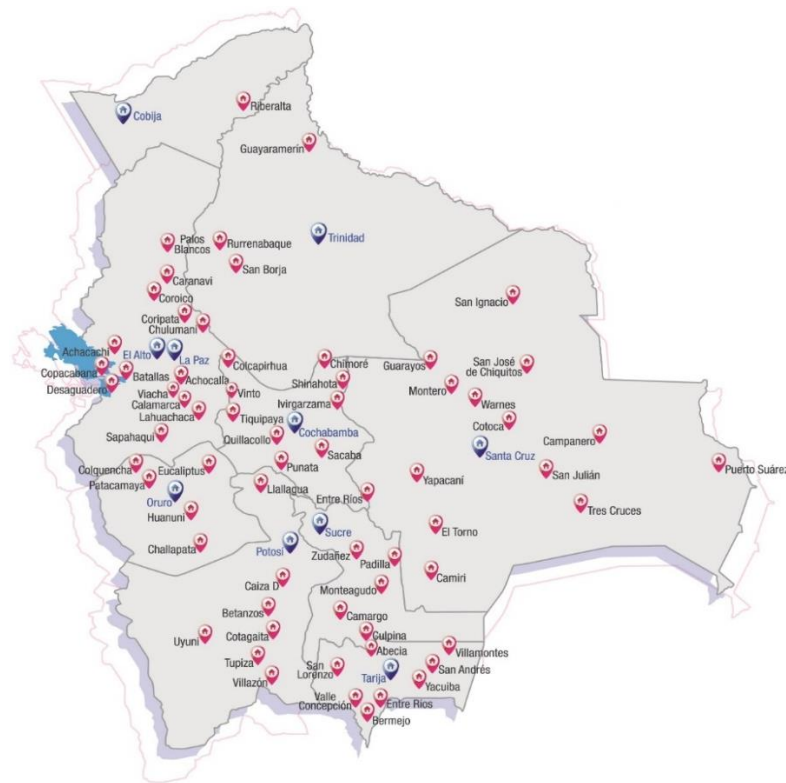 Cobija
Riberalta
Guayaramerín
Palos
Blancos
Rurrenabaque
Trinidad
San Borja
Caranavi
Coroico
San Ignacio
Coripata
Chulumani
Achacachi
El Alto
La Paz
Colcapirhua
Chimoré
Guarayos
San José
de Chiquitos
Copacabana
Batallas
Achocalla
Shinahota
Desaguadero
Viacha
Vinto
Montero
Calamarca
Ivirgarzama
Warnes
Lahuachaca
Tiquipaya
Cochabamba
Cotoca
Sapahaqui
Quillacollo
Campanero
Sacaba
Santa Cruz
Colquencha
Eucaliptus
Punata
San Julián
Puerto Suárez
Patacamaya
Llallagua
Yapacaní
Oruro
Entre Ríos
Huanuni
Tres Cruces
Sucre
El Torno
Challapata
Potosí
Zudañez
Padilla
Caiza D
Monteagudo
Camiri
Betanzos
Camargo
Uyuni
Cotagaita
Culpina
Abecia
Villamontes
Tupiza
San
Lorenzo
Tarija
San Andrés
Villazón
Yacuiba
Valle
Concepción
Entre Ríos
Bermejo